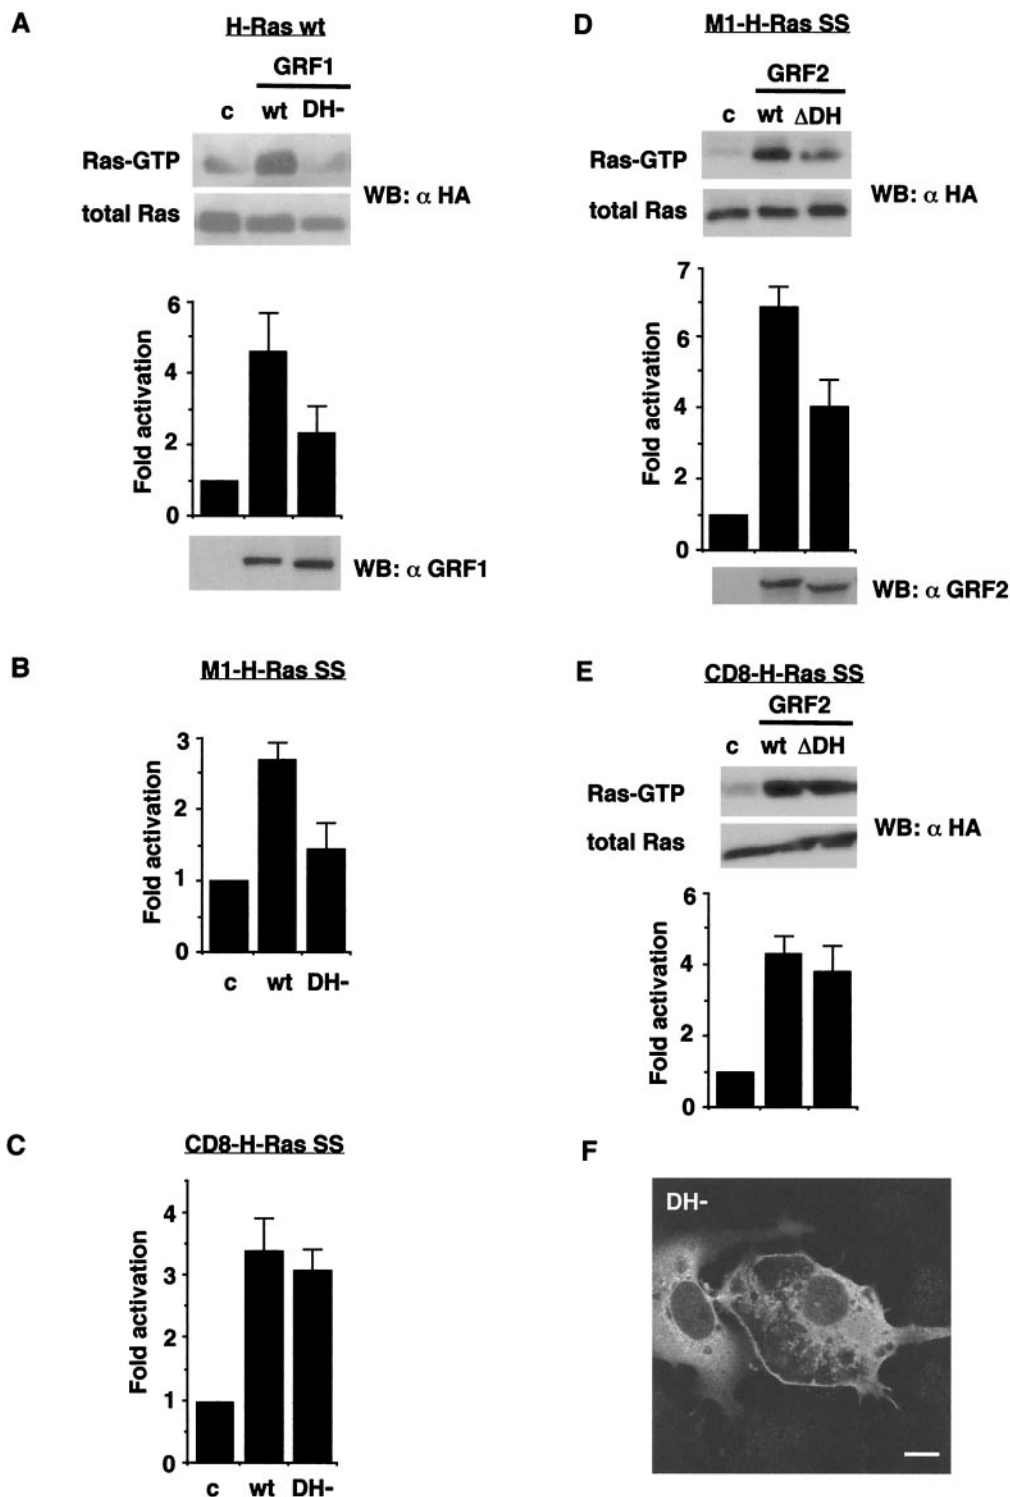 A
H-Ras wt
GRF1
c wt DH-
Ras-GTP
total Ras
WB: α HA
Fold activation
6
4
2
0
WB: α GRF1
B
M1-H-Ras SS
Fold activation
3
2
1
0
c wt DH-
C
CD8-H-Ras SS
Fold activation
4
3
2
1
0
c wt DH-
D
M1-H-Ras SS
GRF2
c wt ΔDH
Ras-GTP
total Ras
WB: α HA
Fold activation
7
6
4
2
0
WB: α GRF2
E
CD8-H-Ras SS
GRF2
c wt ΔDH
Ras-GTP
total Ras
WB: α HA
Fold activation
6
4
2
0
F
DH-